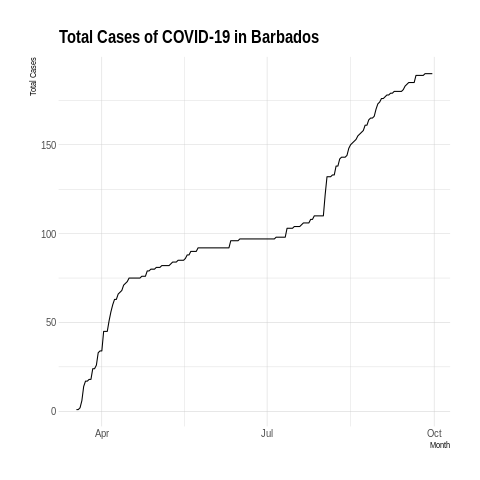 Total Cases of COVID-19 in Barbados
Total Cases
150
100
50
0
Apr
Jul
Oct
Month